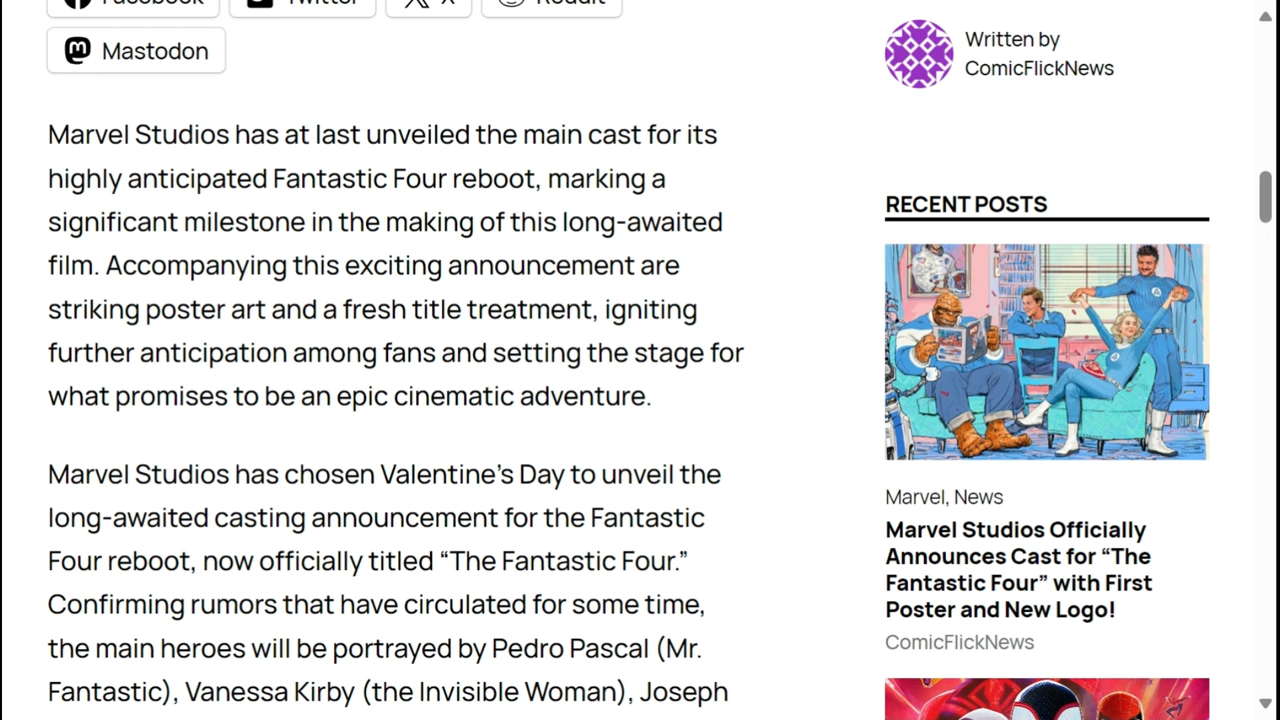 Facebook
Twitter
X
Reddit
Mastodon
Marvel Studios has at last unveiled the main cast for its
highly anticipated Fantastic Four reboot, marking a
significant milestone in the making of this long-awaited
film. Accompanying this exciting announcement are
striking poster art and a fresh title treatment, igniting
further anticipation among fans and setting the stage for
what promises to be an epic cinematic adventure.
Marvel Studios has chosen Valentine’s Day to unveil the
long-awaited casting announcement for the Fantastic
Four reboot, now officially titled “The Fantastic Four.”
Confirming rumors that have circulated for some time,
the main heroes will be portrayed by Pedro Pascal (Mr.
Fantastic), Vanessa Kirby (the Invisible Woman), Joseph
Written by
ComicFlickNews
RECENT POSTS
Marvel, News
Marvel Studios Officially
Announces Cast for “The
Fantastic Four” with First
Poster and New Logo!
ComicFlickNews